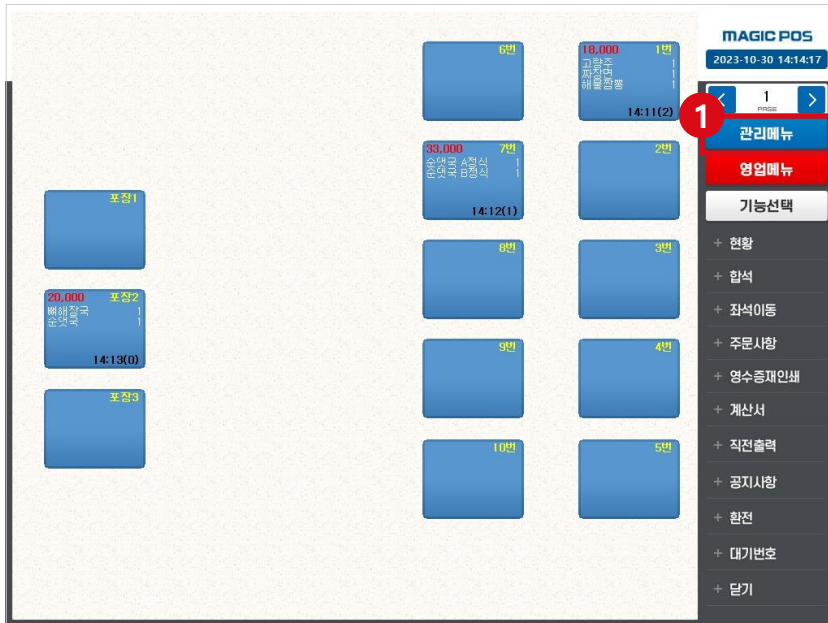 MAGIC POS
2023-10-30 14:14:17
1
PAGE
1
관리메뉴
영업메뉴
기능선택
+ 현황
+ 합석
+ 좌석이동
+ 주문사항
+ 영수증재인쇄
+ 계산서
+ 직전출력
+ 공지사항
+ 환전
+ 대기번호
+ 닫기
6번
18,000 1번
고량주 1
짜장면 1
해물짬뽕 1
14:11(2)
33,000 7번
순댓국 A정식 1
순댓국 B정식 1
14:12(1)
2번
포장1
8번
3번
20,000 포장2
뼈해장국 1
순댓국 1
14:13(0)
9번
4번
포장3
10번
5번